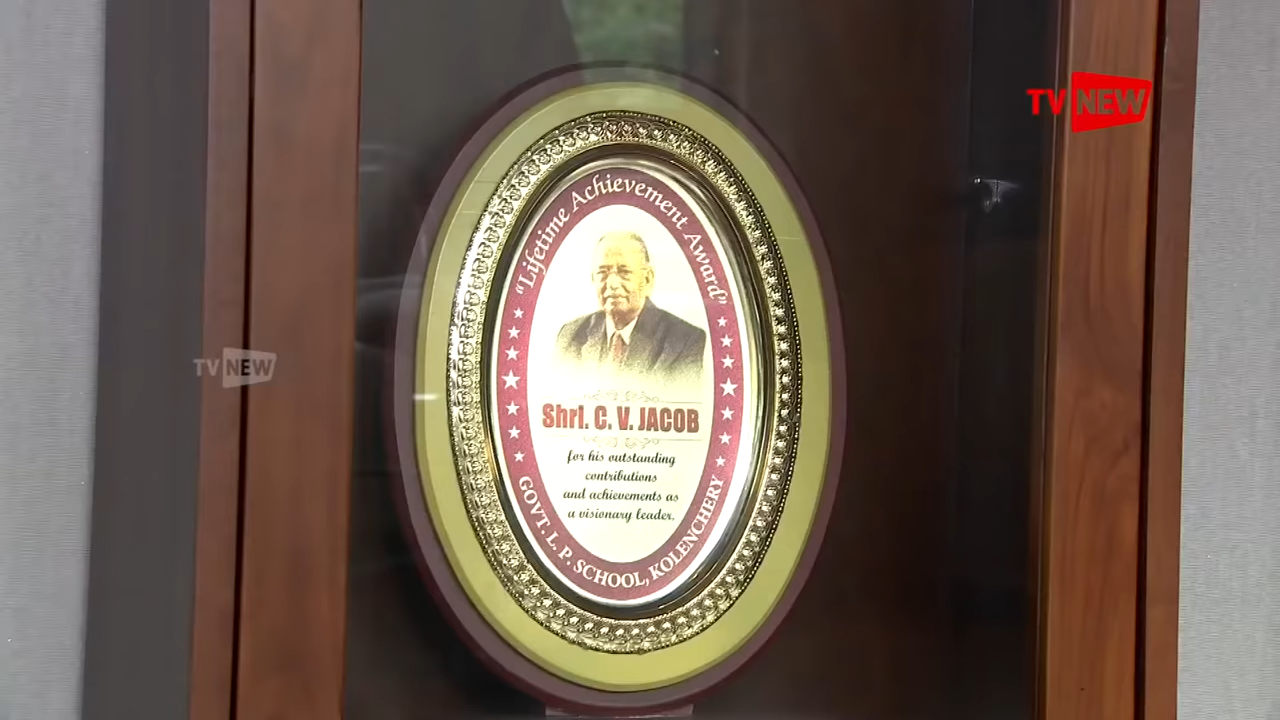 TV NEW
"Lifetime Achievement Award"
TV NEW
Shri. C. V. JACOB
for his outstanding
contributions
and achievements as
a visionary leader.
GOVT. L. P. SCHOOL, KOLENCHERY